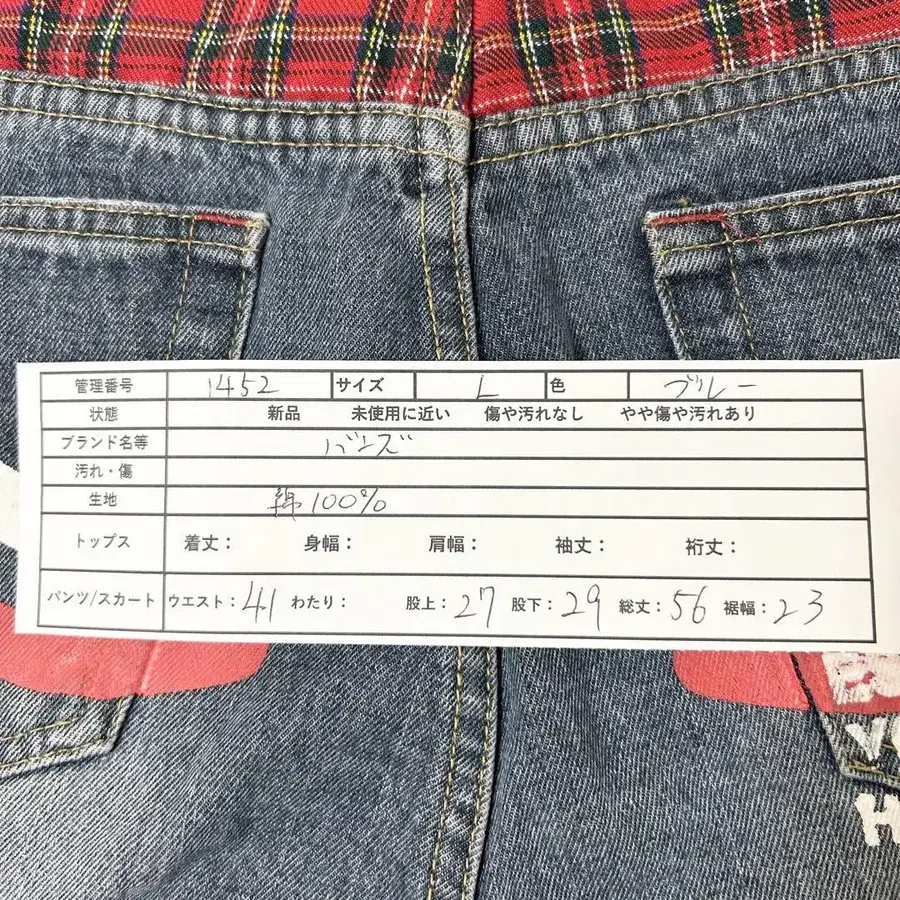 管理番号 1452 サイズ L 色 ブルー
状態 新品 未使用に近い 傷や汚れなし やや傷や汚れあり
ブランド名等 バンズ
汚れ・傷
生地 綿100%
トップス 着丈: 身幅: 肩幅: 袖丈: 裄丈:
パンツ/スカート ウエスト:41 わたり: 股上:27 股下:29 総丈:56 裾幅:23